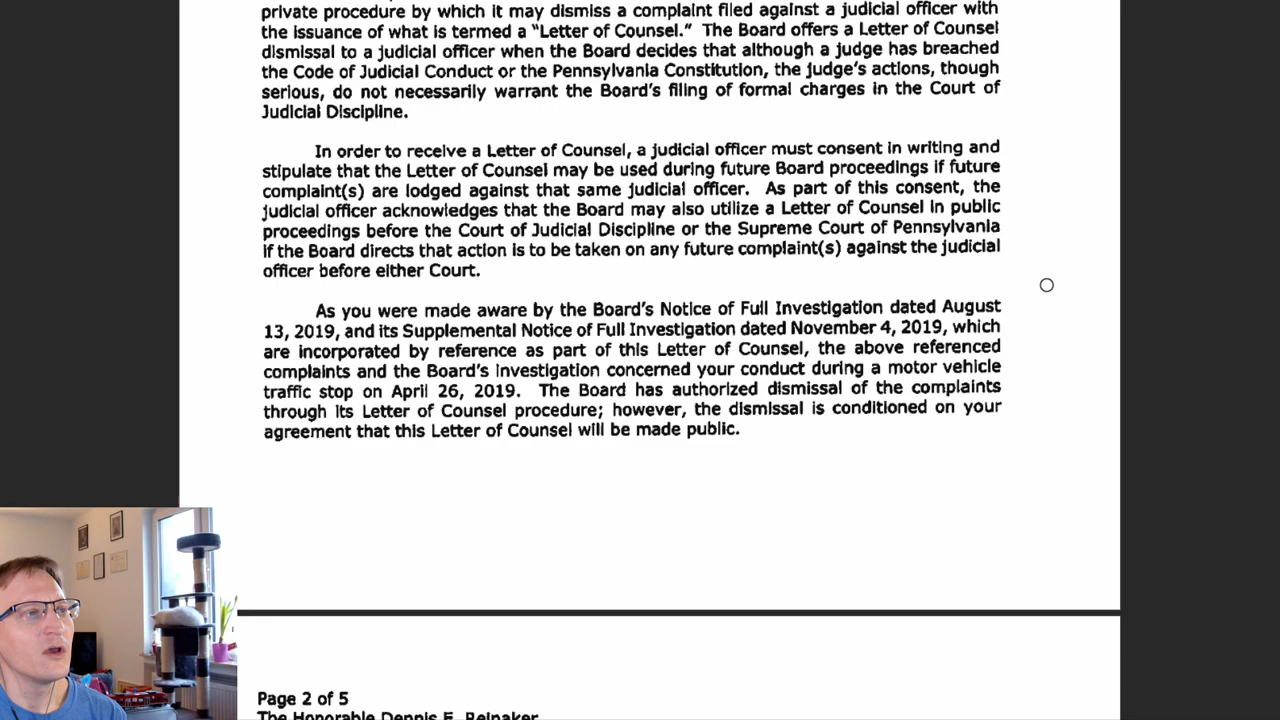 private procedure by which it may dismiss a complaint filed against a judicial officer with
the issuance of what is termed a “Letter of Counsel.” The Board offers a Letter of Counsel
dismissal to a judicial officer when the Board decides that although a judge has breached
the Code of Judicial Conduct or the Pennsylvania Constitution, the judge’s actions, though
serious, do not necessarily warrant the Board’s filing of formal charges in the Court of
Judicial Discipline.
In order to receive a Letter of Counsel, a judicial officer must consent in writing and
stipulate that the Letter of Counsel may be used during future Board proceedings if future
complaint(s) are lodged against that same judicial officer. As part of this consent, the
judicial officer acknowledges that the Board may also utilize a Letter of Counsel in public
proceedings before the Court of Judicial Discipline or the Supreme Court of Pennsylvania
if the Board directs that action is to be taken on any future complaint(s) against the judicial
officer before either Court.
As you were made aware by the Board’s Notice of Full Investigation dated August
13, 2019, and its Supplemental Notice of Full Investigation dated November 4, 2019, which
are incorporated by reference as part of this Letter of Counsel, the above referenced
complaints and the Board’s investigation concerned your conduct during a motor vehicle
traffic stop on April 26, 2019. The Board has authorized dismissal of the complaints
through its Letter of Counsel procedure; however, the dismissal is conditioned on your
agreement that this Letter of Counsel will be made public.
Page 2 of 5
The Honorable Dennis E. Reinaker